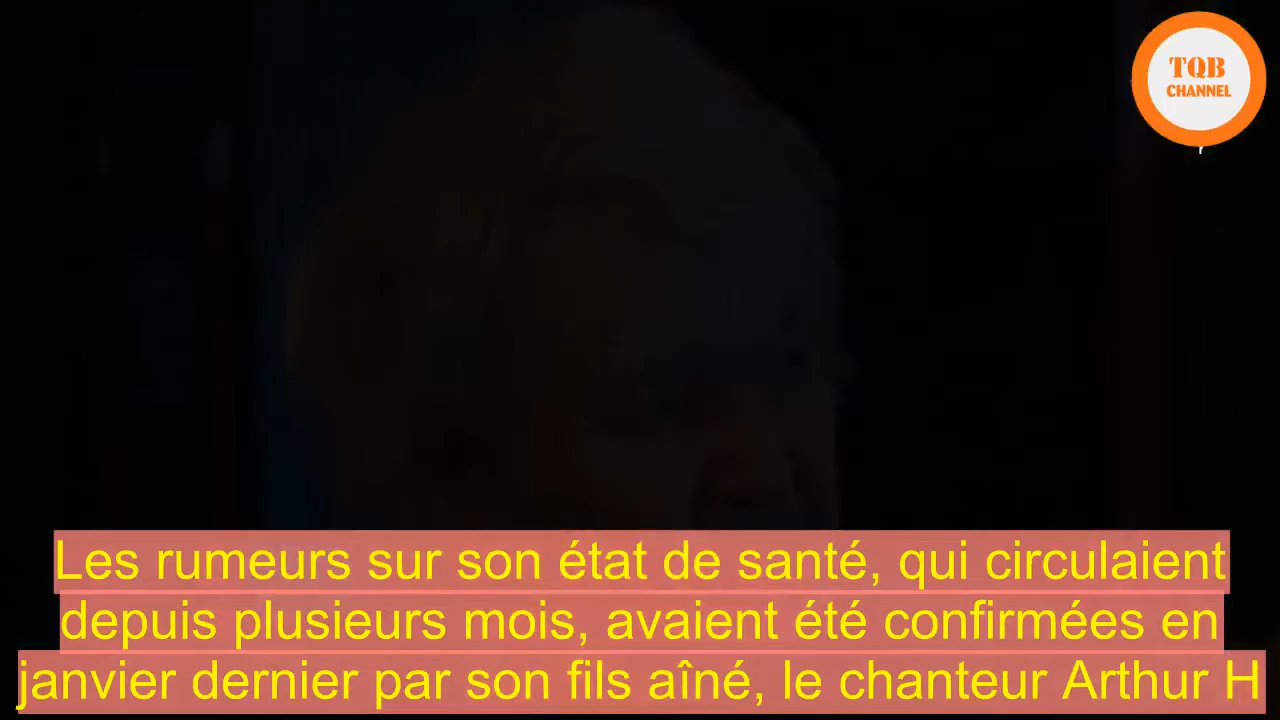 TQB
CHANNEL
Les rumeurs sur son état de santé, qui circulaient
depuis plusieurs mois, avaient été confirmées en
janvier dernier par son fils aîné, le chanteur Arthur H